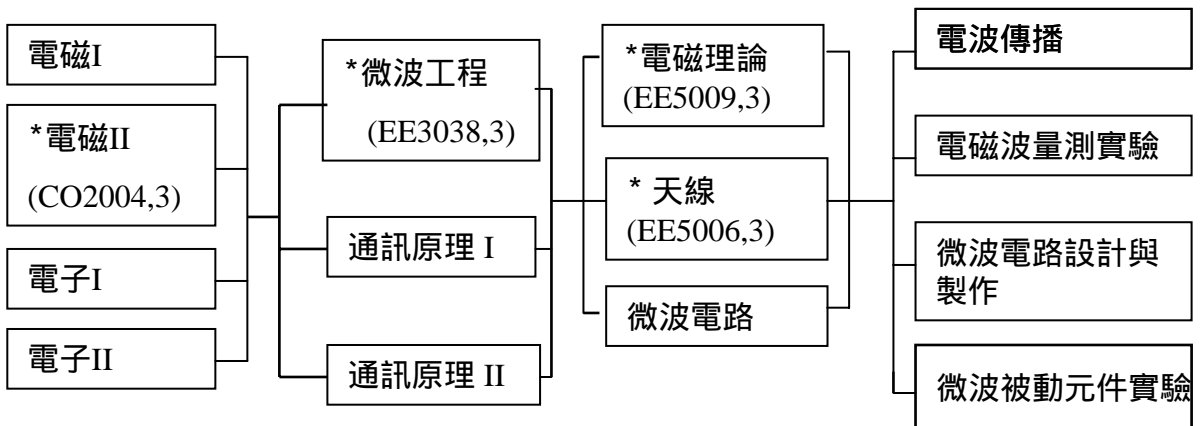 電磁I
*電磁II
(CO2004,3)
電子I
電子II
*微波工程
(EE3038,3)
通訊原理 I
通訊原理 II
*電磁理論
(EE5009,3)
* 天線
(EE5006,3)
微波電路
電波傳播
電磁波量測實驗
微波電路設計與
製作
微波被動元件實驗